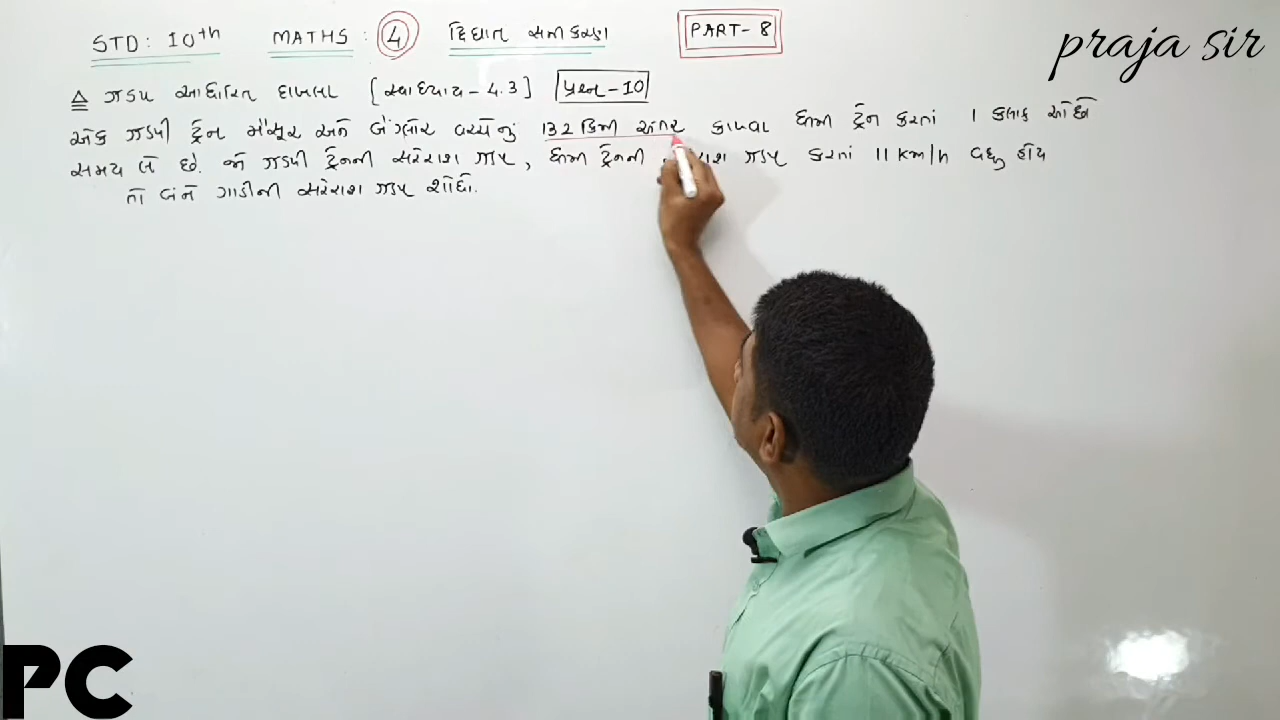 STD: 10th MATHS: 4 દ્વિઘાત સમીકરણ PART-8
praja sir
≙ ઝડપ આધારિત દાખલા [સ્વાધ્યાય-4.3] પ્રશ્ન-10
એક ઝડપી ટ્રેન મૈસૂર અને બેંગ્લોર વચ્ચેનું 132 કિમી અંતર કાપવા ધીમી ટ્રેન કરતાં 1 કલાક ઓછો
સમય લે છે. જો ઝડપી ટ્રેનની સરેરાશ ઝડપ, ધીમી ટ્રેનની ઝડપ કરતાં 11 km/h વધુ હોય
તો બંને ગાડીની સરેરાશ ઝડપ શોધો.
PC